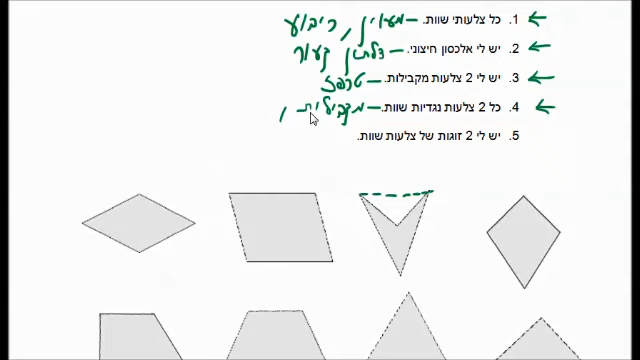 1. כל צלעותי שוות. – מעוין, ריבוע
2. יש לי אלכסון חיצוני. – דלתון קעור
3. יש לי 2 צלעות מקבילות. – טרפז
4. כל 2 צלעות נגדיות שוות. – מקבילית,
5. יש לי 2 זוגות של צלעות שוות.